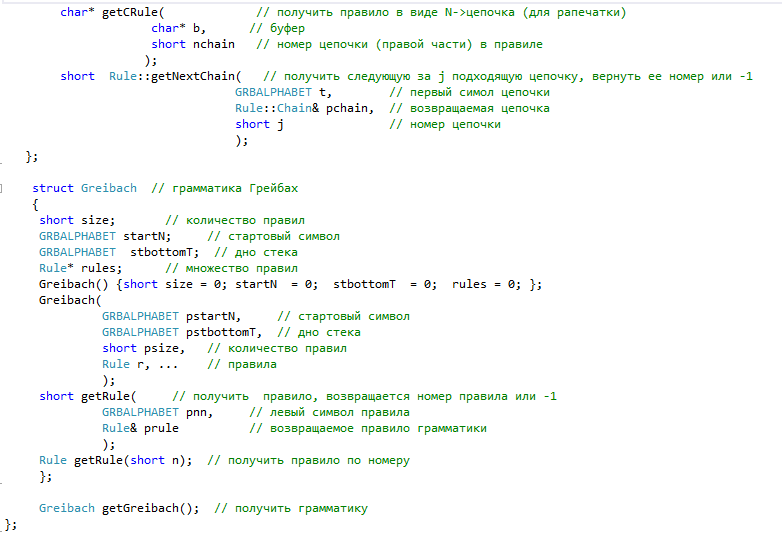 char* getCRule(             // получить правило в виде N->цепочка (для рапечатки)
             char* b,      // буфер
             short nchain   // номер цепочки (правой части) в правиле
            );
short  Rule::getNextChain(   // получить следующую за j подходящую цепочку, вернуть ее номер или -1
                         GRBALPHABET t,        // первый симол цепочки
                         Rule::Chain& pchain,  // возвращаемая цепочка
                         short j               // номер цепочки
                         );
};
struct Greibach  // грамматика Грейбах
{
 short size;       // количество правил
 GRBALPHABET startN;     // стартовый символ
 GRBALPHABET  stbottomT;  // дно стека
 Rule* rules;      // множество правил
 Greibach() {short size = 0; startN  = 0;  stbottomT  = 0;  rules = 0; };
 Greibach(
          GRBALPHABET pstartN,     // стартовый символ
          GRBALPHABET pstbottomT,  // дно стека
          short psize,   // количество правил
          Rule r, ...    // правила
          );
 short getRule(     // получить  правило, возвращается номер правила или -1
          GRBALPHABET pnn,     // левый символ правила
          Rule& prule          // возвращаемое правило грамматики
          );
 Rule getRule(short n);  // получить правило по номеру
 };
 Greibach getGreibach();  // получить грамматику
};